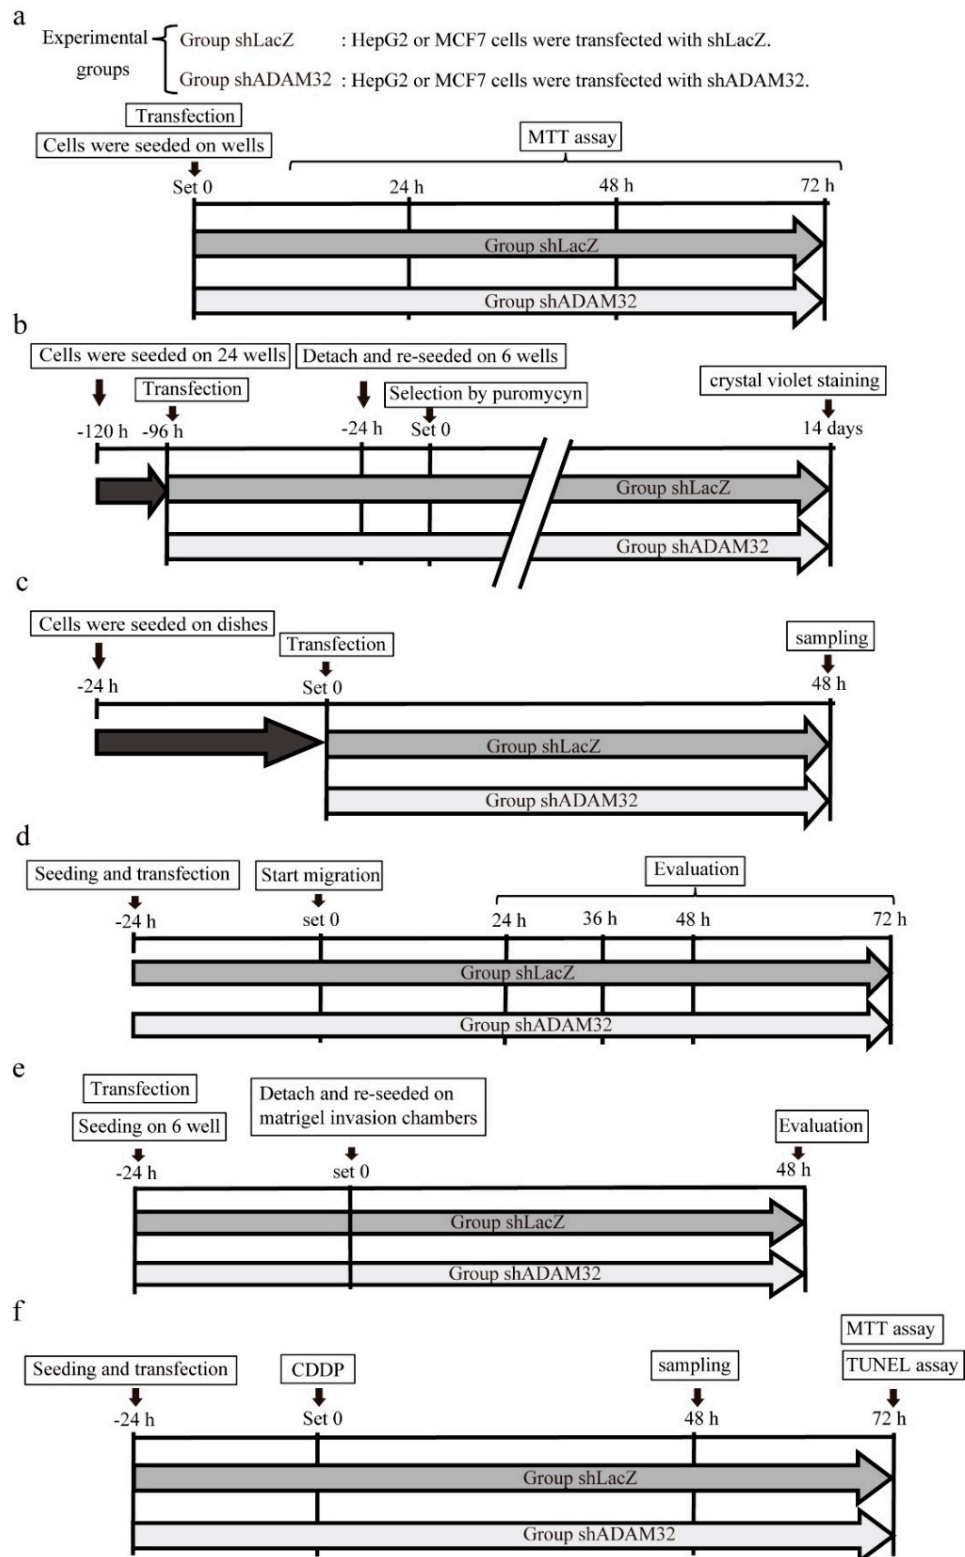 a
Experimental groups
Group shLacZ : HepG2 or MCF7 cells were transfected with shLacZ.
Group shADAM32 : HepG2 or MCF7 cells were transfected with shADAM32.
Transfection
Cells were seeded on wells
MTT assay
Set 0 24 h 48 h 72 h
Group shLacZ
Group shADAM32
b
Cells were seeded on 24 wells Detach and re-seeded on 6 wells
Transfection Selection by puromycyn crystal violet staining
-120 h -96 h -24 h Set 0 14 days
Group shLacZ
Group shADAM32
c
Cells were seeded on dishes
Transfection sampling
-24 h Set 0 48 h
Group shLacZ
Group shADAM32
d
Seeding and transfection Start migration Evaluation
-24 h set 0 24 h 36 h 48 h 72 h
Group shLacZ
Group shADAM32
e
Transfection
Seeding on 6 well
Detach and re-seeded on
matrigel invasion chambers
Evaluation
-24 h set 0 48 h
Group shLacZ
Group shADAM32
f
MTT assay
Seeding and transfection CDDP sampling TUNEL assay
-24 h Set 0 48 h 72 h
Group shLacZ
Group shADAM32